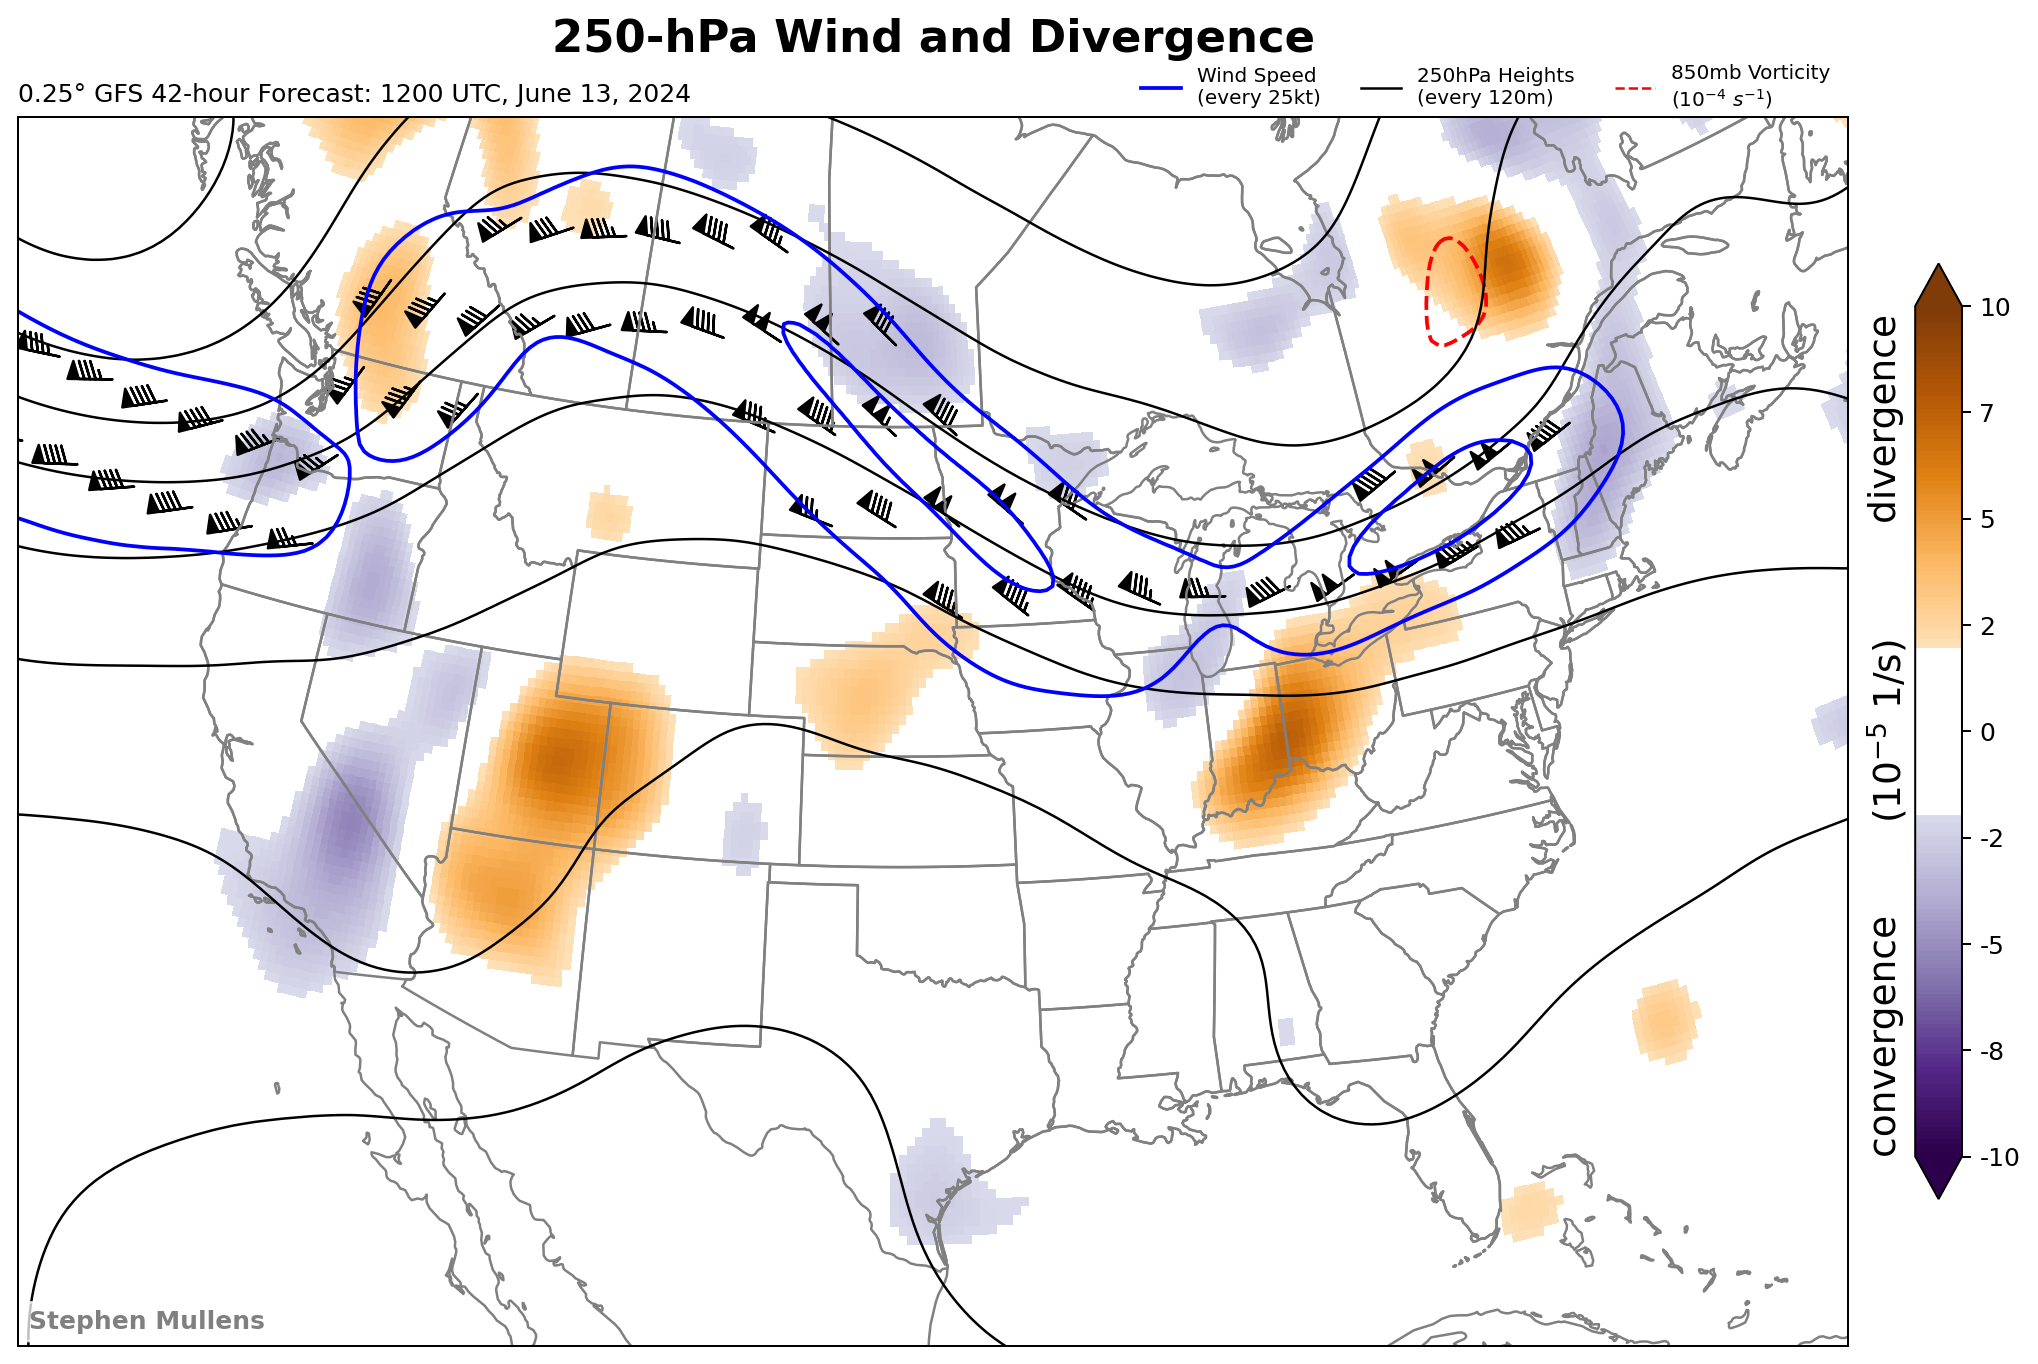 250-hPa Wind and Divergence
0.25° GFS 42-hour Forecast: 1200 UTC, June 13, 2024
Wind Speed
(every 25kt)
250hPa Heights
(every 120m)
850mb Vorticity
(10⁻⁴ s⁻¹)
10
7
5
2
0
-2
-5
-8
-10
convergence (10⁻⁵ 1/s) divergence
Stephen Mullens